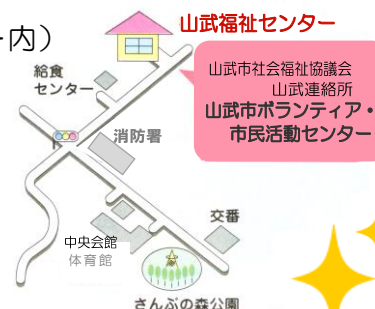 内）
山武福祉センター
山武市社会福祉協議会
山武連絡所
山武市ボランティア・
市民活動センター
給食
センター
消防署
交番
中央会館
体育館
さんぶの森公園